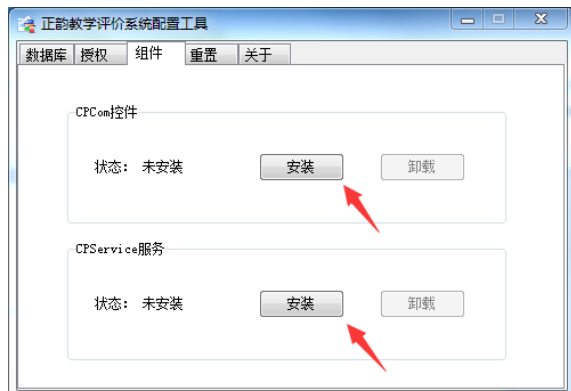 正韵教学评价系统配置工具
数据库 授权 组件 重置 关于
CPCom控件
状态: 未安装 安装 卸载
CPService服务
状态: 未安装 安装 卸载